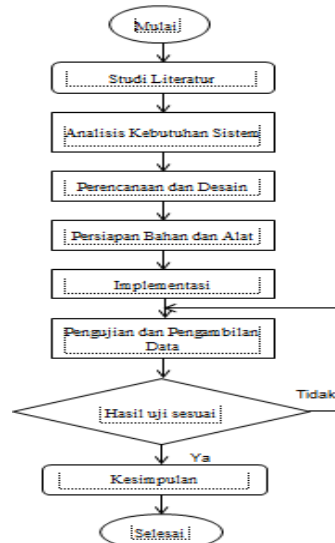 Mulai
Studi Literatur
Analisis Kebutuhan Sistem
Perencanaan dan Desain
Persiapan Bahan dan Alat
Implementasi
Pengujian dan Pengambilan
Data
Tidak
Hasil uji sesuai
Ya
Kesimpulan
Selesai